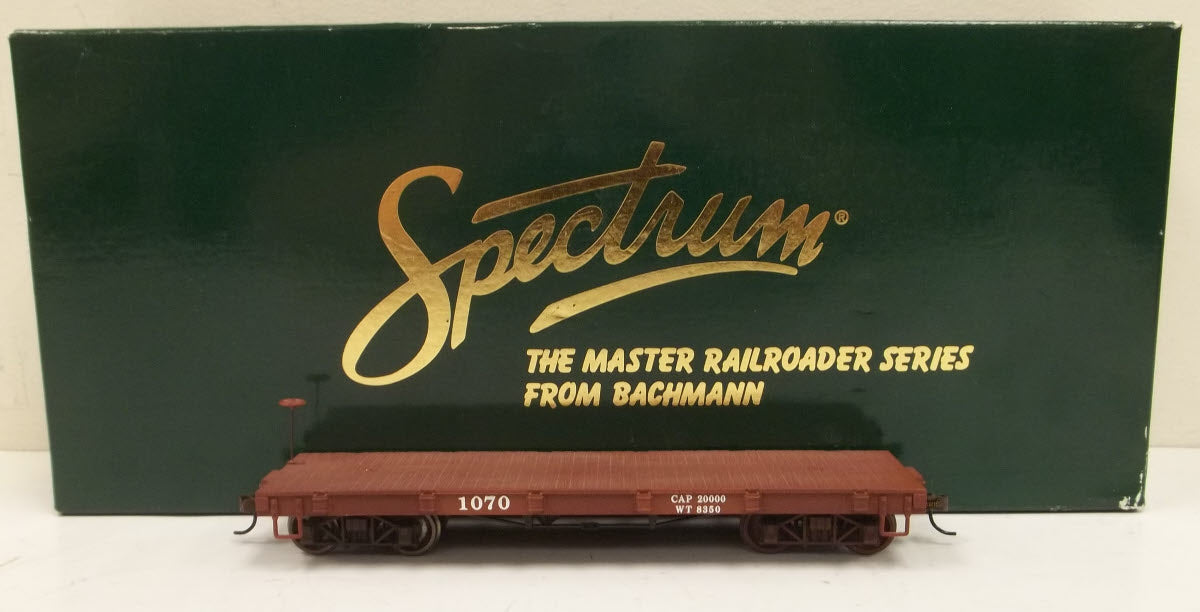 Spectrum®
THE MASTER RAILROADER SERIES
FROM BACHMANN
1070
CAP 20000
WT 8350